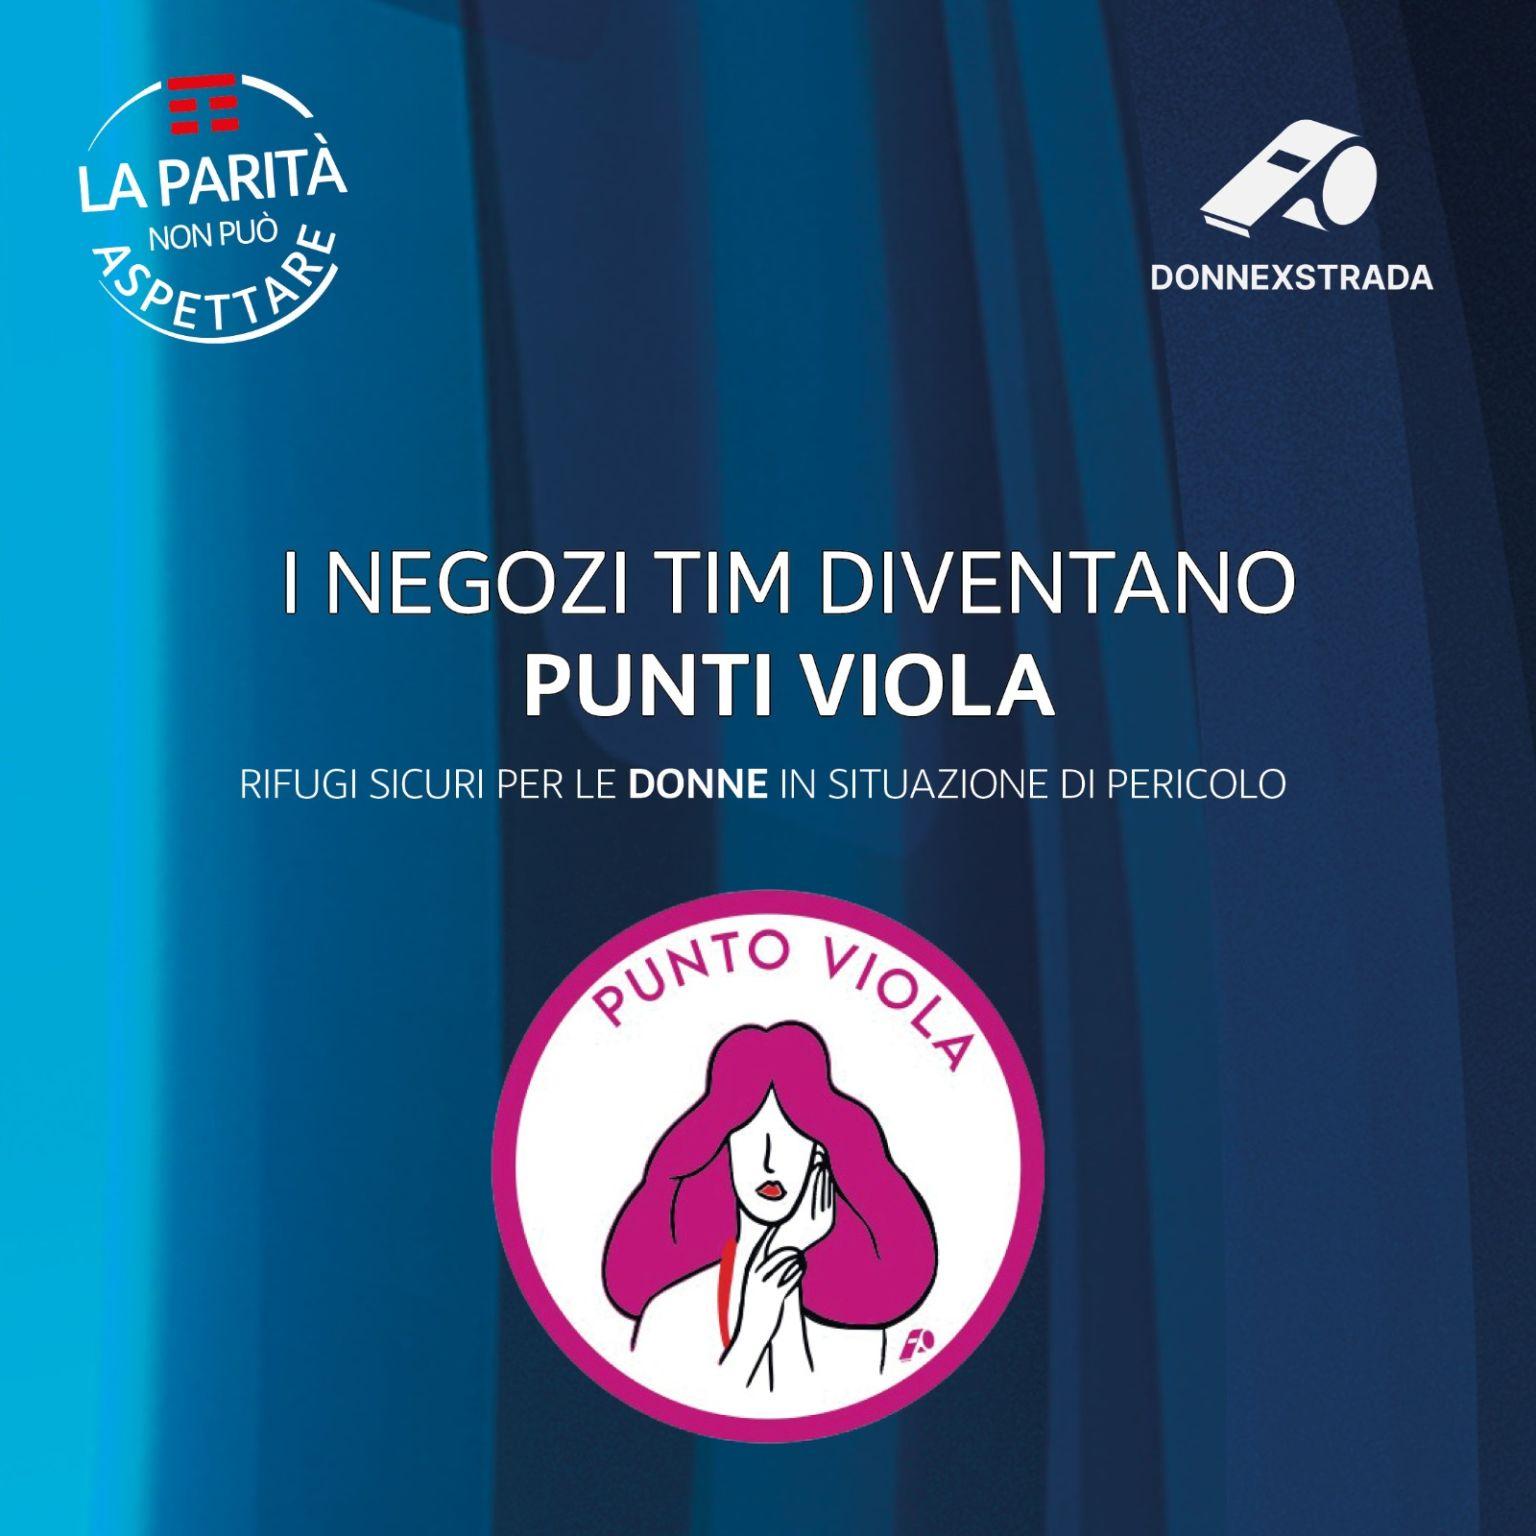 LA PARITÀ
NON PUÒ
ASPETTARE
DONNEXSTRADA
I NEGOZI TIM DIVENTANO
PUNTI VIOLA
RIFUGI SICURI PER LE DONNE IN SITUAZIONE DI PERICOLO
PUNTO VIOLA